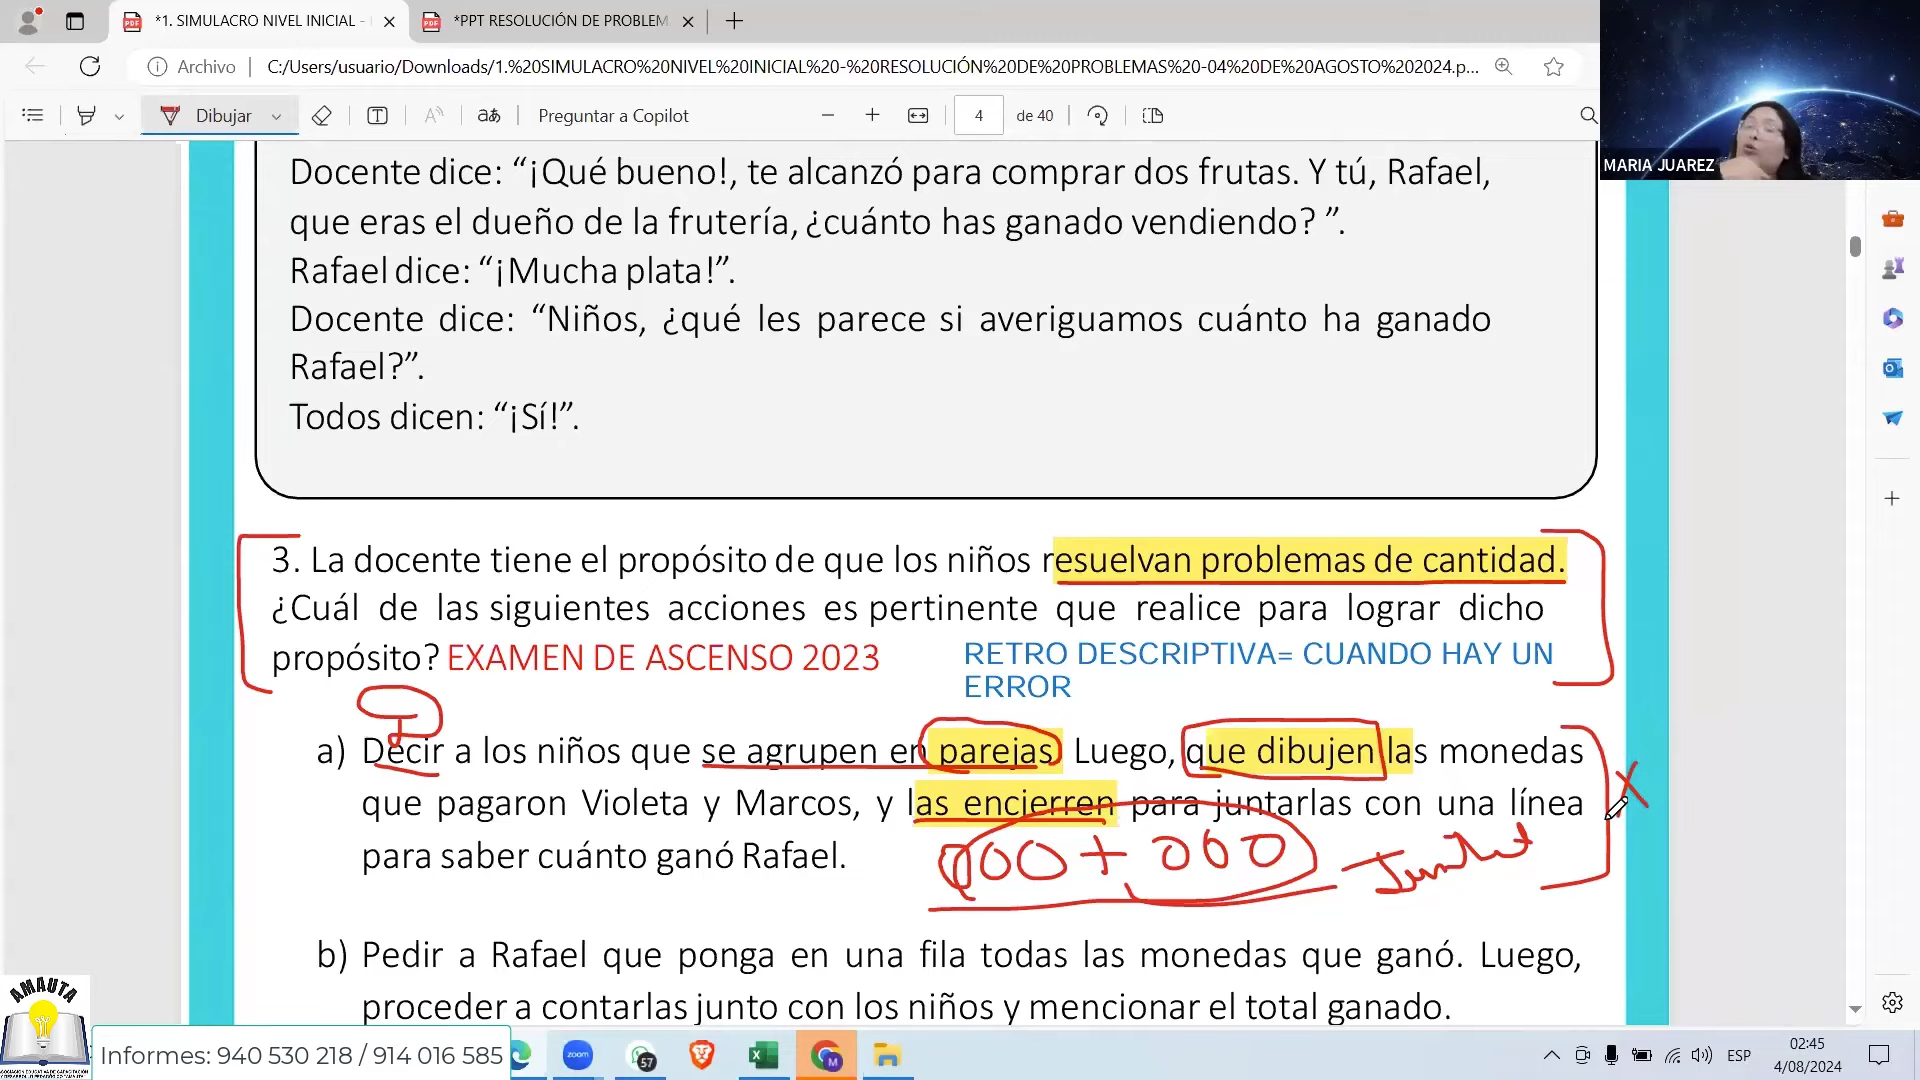 *1. SIMULACRO NIVEL INICIAL -
*PPT RESOLUCIÓN DE PROBLEM
Archivo
C:/Users/usuario/Downloads/1.%20SIMULACRO%20NIVEL%20INICIAL%20-%20RESOLUCIÓN%20DE%20PROBLEMAS%20-04%20DE%20AGOSTO%202024.p...
Dibujar
Preguntar a Copilot
4
de 40
MARIA JUAREZ
Docente dice: “¡Qué bueno!, te alcanzó para comprar dos frutas. Y tú, Rafael,
que eras el dueño de la frutería, ¿cuánto has ganado vendiendo? ”.
Rafael dice: “¡Mucha plata!”.
Docente dice: “Niños, ¿qué les parece si averiguamos cuánto ha ganado
Rafael?”.
Todos dicen: “¡Sí!”.
3. La docente tiene el propósito de que los niños resuelvan problemas de cantidad.
¿Cuál de las siguientes acciones es pertinente que realice para lograr dicho
propósito? EXAMEN DE ASCENSO 2023
RETRO DESCRIPTIVA= CUANDO HAY UN
ERROR
a) Decir a los niños que se agrupen en parejas. Luego, que dibujen las monedas
que pagaron Violeta y Marcos, y las encierren para juntarlas con una línea
para saber cuánto ganó Rafael.
000 + 000
b) Pedir a Rafael que ponga en una fila todas las monedas que ganó. Luego,
proceder a contarlas junto con los niños y mencionar el total ganado.
AMAUTA
Informes: 940 530 218 / 914 016 585
zoom
57
M
ESP
02:45
4/08/2024